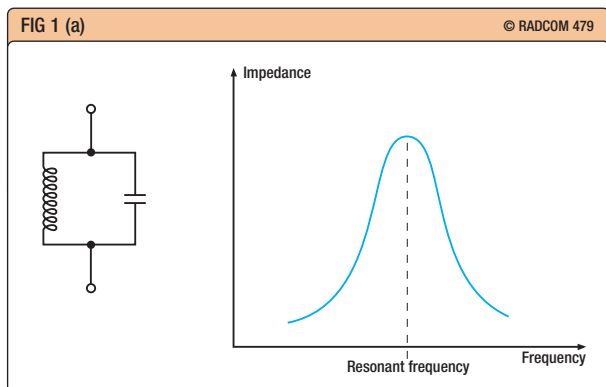 FIG 1 (a)
© RADCOM 479
Impedance
Frequency
Resonant frequency